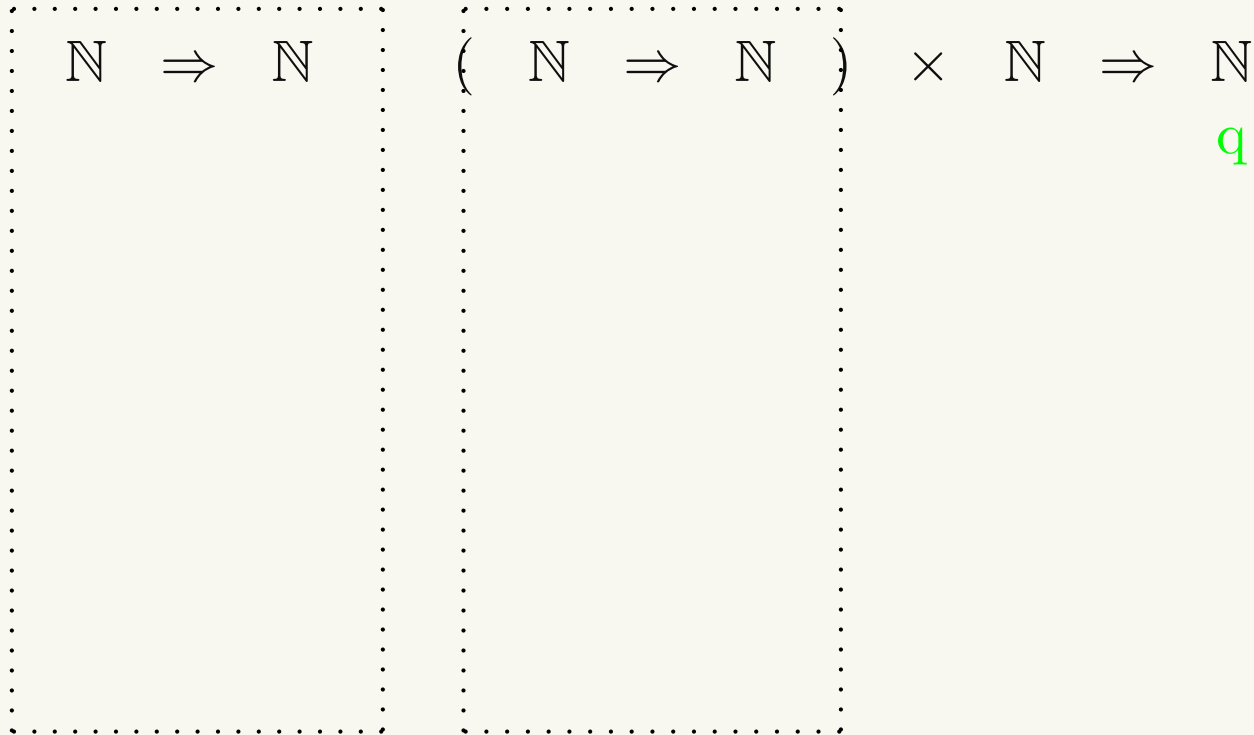 ℕ ⇒ ℕ ( ℕ ⇒ ℕ ) × ℕ ⇒ ℕ
q